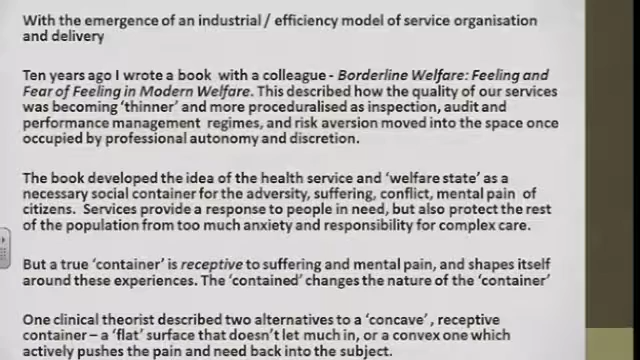 With the emergence of an industrial / efficiency model of service organisation
and delivery
Ten years ago I wrote a book with a colleague - Borderline Welfare: Feeling and
Fear of Feeling in Modern Welfare. This described how the quality of our services
was becoming ‘thinner’ and more proceduralised as inspection, audit and
performance management regimes, and risk aversion moved into the space once
occupied by professional autonomy and discretion.
The book developed the idea of the health service and ‘welfare state’ as a
necessary social container for the adversity, suffering, conflict, mental pain of
citizens. Services provide a response to people in need, but also protect the rest
of the population from too much anxiety and responsibility for complex care.
But a true ‘container’ is receptive to suffering and mental pain, and shapes itself
around these experiences. The ‘contained’ changes the nature of the ‘container’
One clinical theorist described two alternatives to a ‘concave’ , receptive
container – a ‘flat’ surface that doesn’t let much in, or a convex one which
actively pushes the pain and need back into the subject.